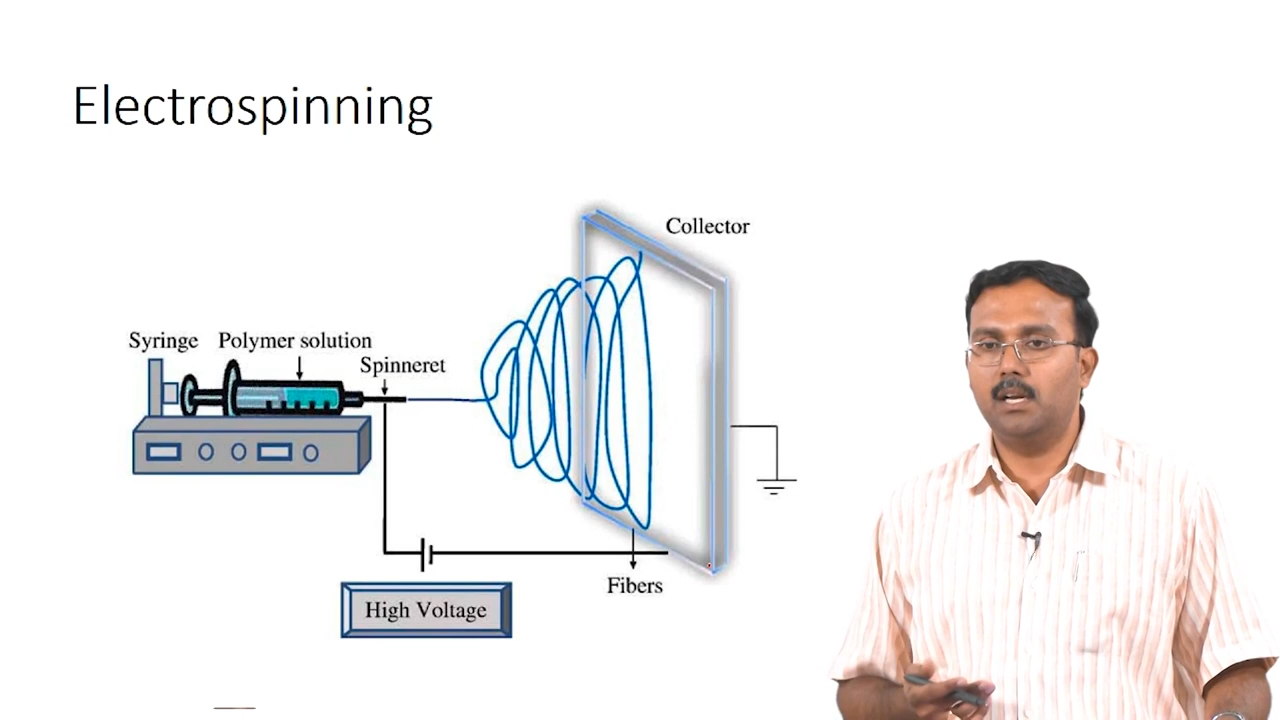 Electrospinning
Collector
Syringe
Polymer solution
Spinneret
Fibers
High Voltage